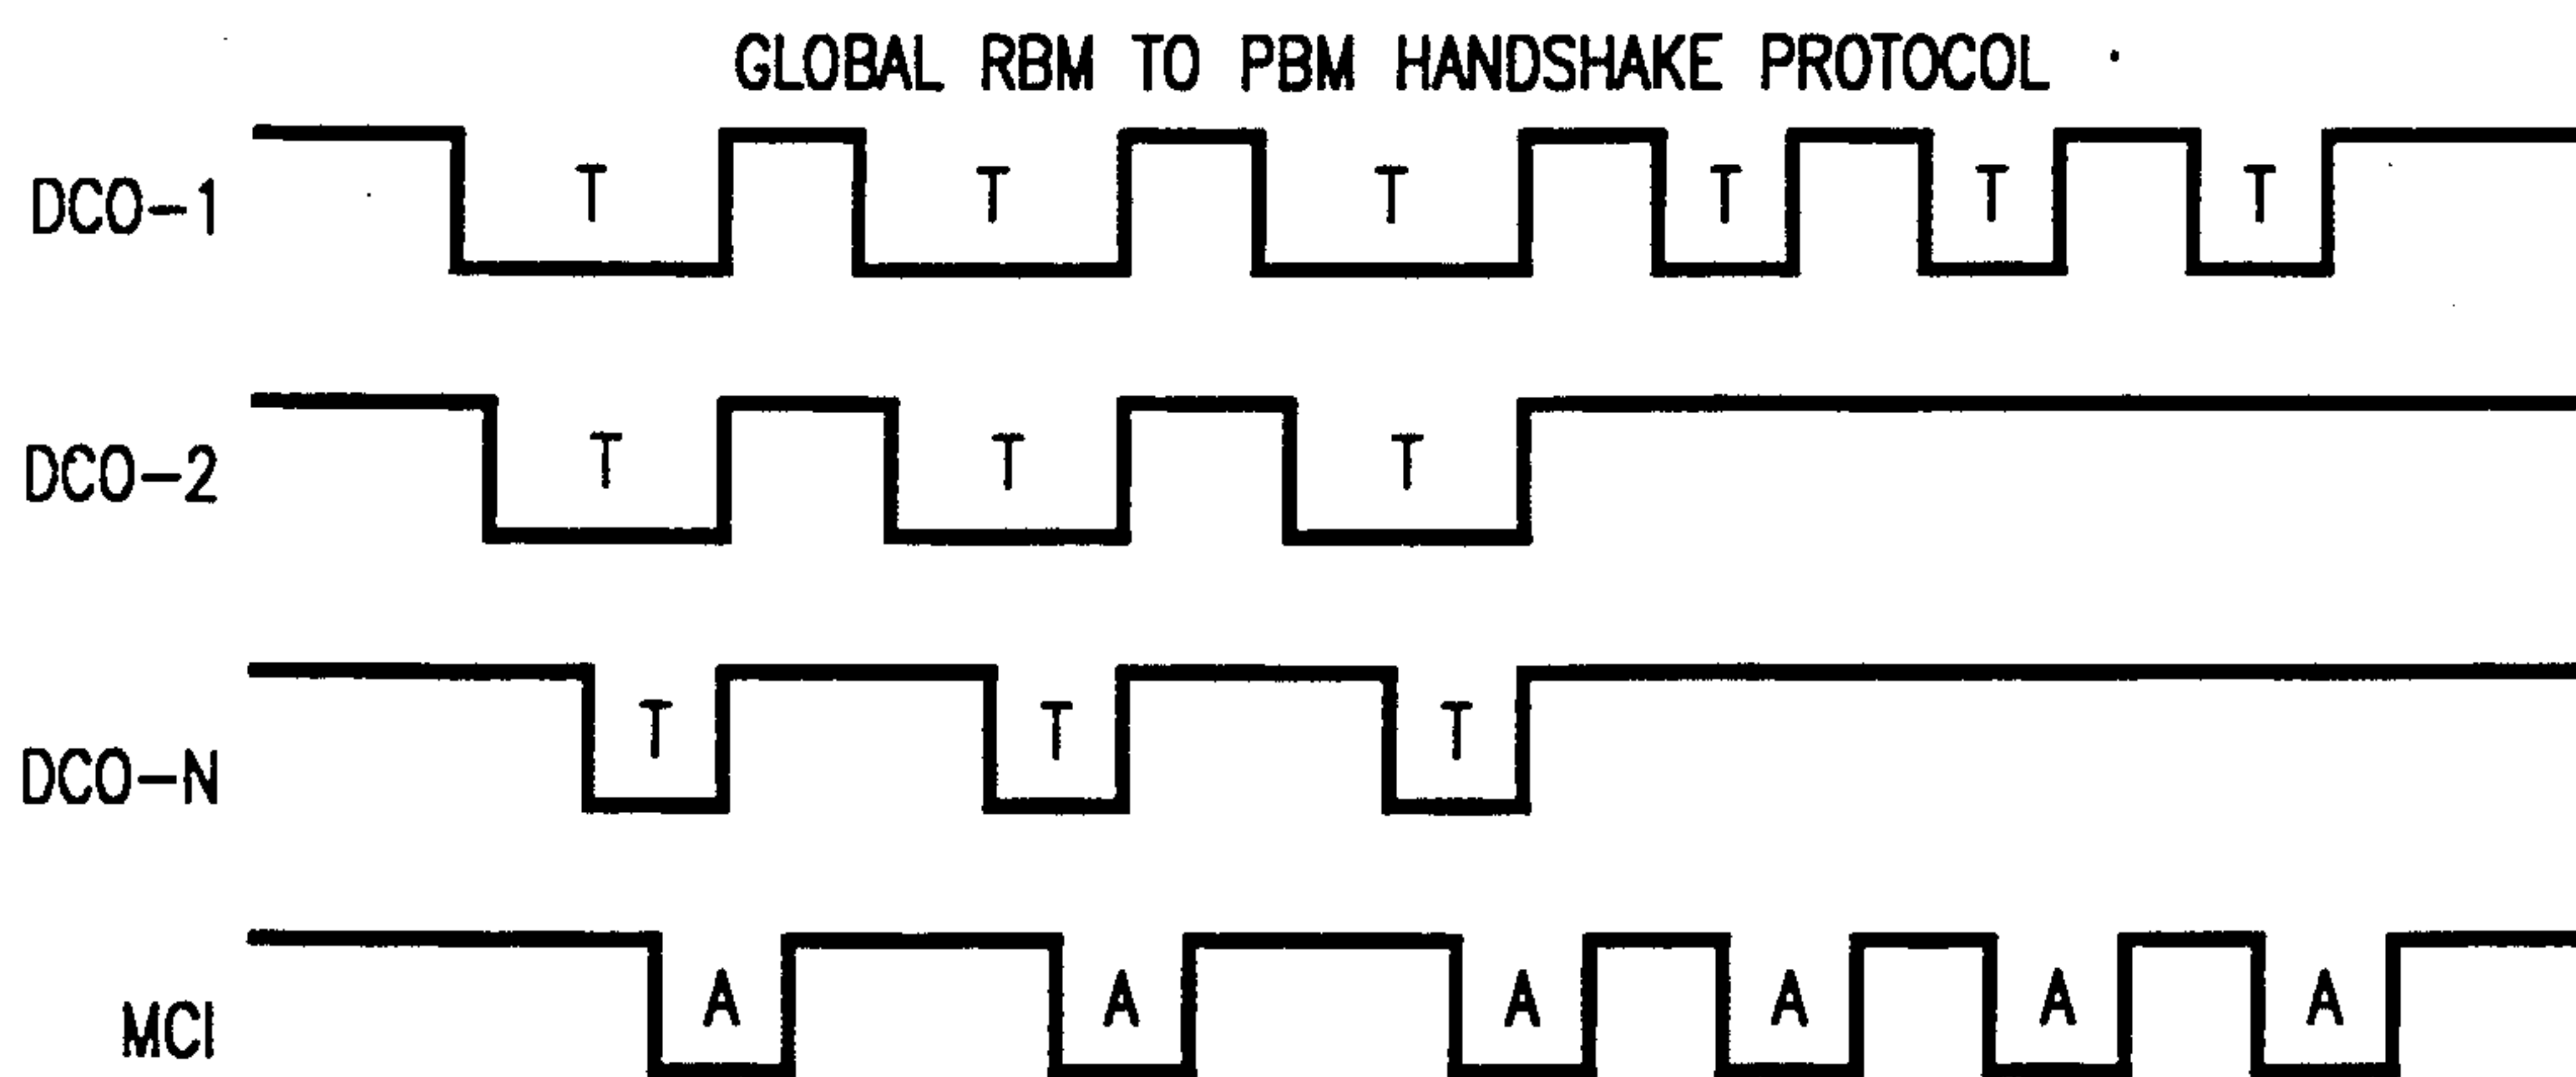 GLOBAL RBM TO PBM HANDSHAKE PROTOCOL
DCO-1 T T T T T T
DCO-2 T T T
DCO-N T T T
MCI A A A A A A